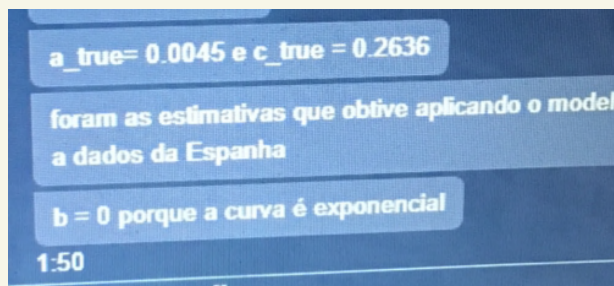 a_true= 0.0045 e c_true = 0.2636
foram as estimativas que obtive aplicando o model
a dados da Espanha
b = 0 porque a curva é exponencial
1:50